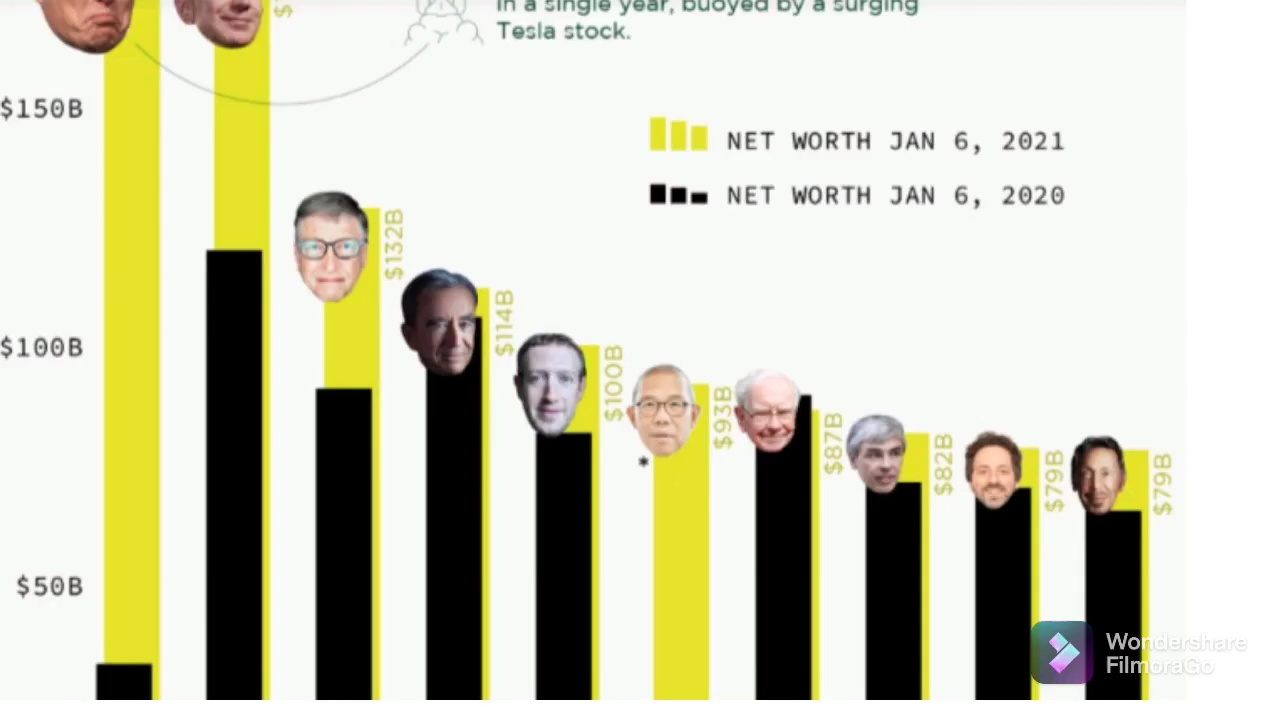 in a single year, buoyed by a surging
Tesla stock.
$150B
NET WORTH JAN 6, 2021
NET WORTH JAN 6, 2020
$132B
$114B
$100B
$100B
$93B
*
$87B
$82B
$79B
$79B
$50B
Wondershare
FilmoraGo